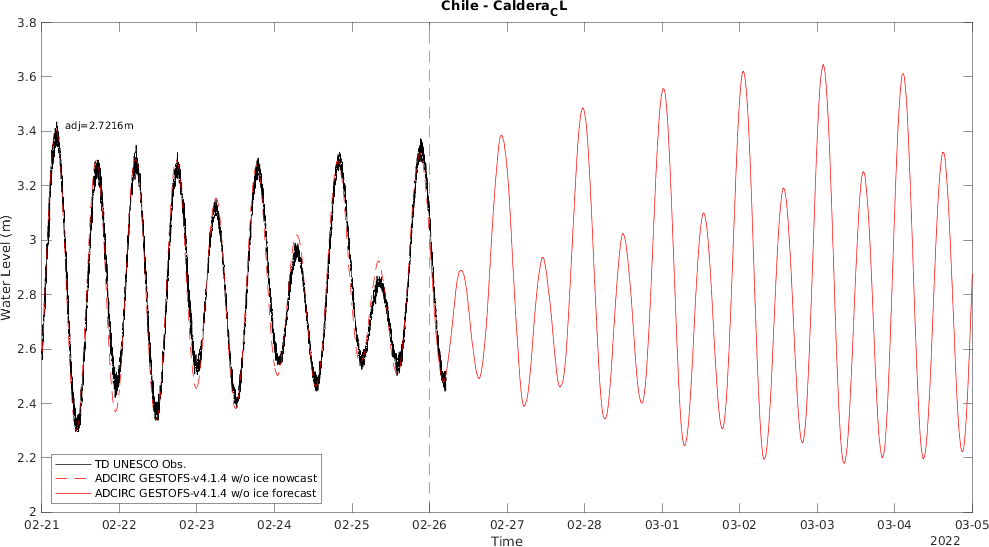 Chile - Caldera_CL
3.8
3.6
3.4
3.2
3
2.8
2.6
2.4
2.2
2
Water Level (m)
adj=2.7216m
TD UNESCO Obs.
ADCIRC GESTOFS-v4.1.4 w/o ice nowcast
ADCIRC GESTOFS-v4.1.4 w/o ice forecast
02-21 02-22 02-23 02-24 02-25 02-26 02-27 02-28 03-01 03-02 03-03 03-04 03-05
Time
2022